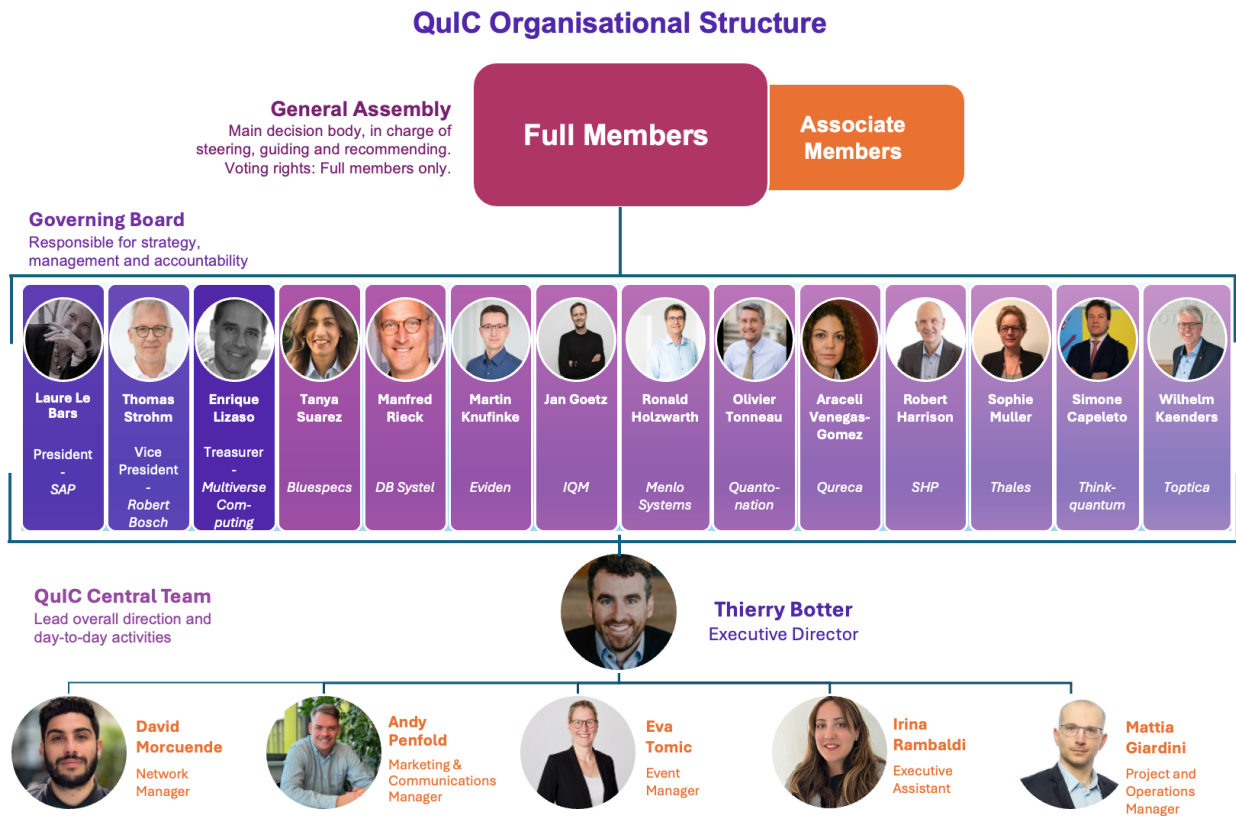 QuIC Organisational Structure
General Assembly
Main decision body, in charge of
steering, guiding and recommending.
Voting rights: Full members only.
Full Members
Associate
Members
Governing Board
Responsible for strategy,
management and accountability
Laure Le
Bars
President
-
SAP
Thomas
Strohm
Vice
President
-
Robert
Bosch
Enrique
Lizaso
Treasurer
-
Multiverse
Com-
puting
Tanya
Suarez
Bluespecs
Manfred
Rieck
DB Systel
Martin
Knufinke
Eviden
Jan Goetz
IQM
Ronald
Holzwarth
Menlo
Systems
Olivier
Tonneau
Quanto-
nation
Araceli
Venegas-
Gomez
Qureca
Robert
Harrison
SHP
Sophie
Muller
Thales
Simone
Capeleto
Think-
quantum
Wilhelm
Kaenders
Toptica
QuIC Central Team
Lead overall direction and
day-to-day activities
Thierry Botter
Executive Director
David
Morcuende
Network
Manager
Andy
Penfold
Marketing &
Communications
Manager
Eva
Tomic
Event
Manager
Irina
Rambaldi
Executive
Assistant
Mattia
Giardini
Project and
Operations
Manager